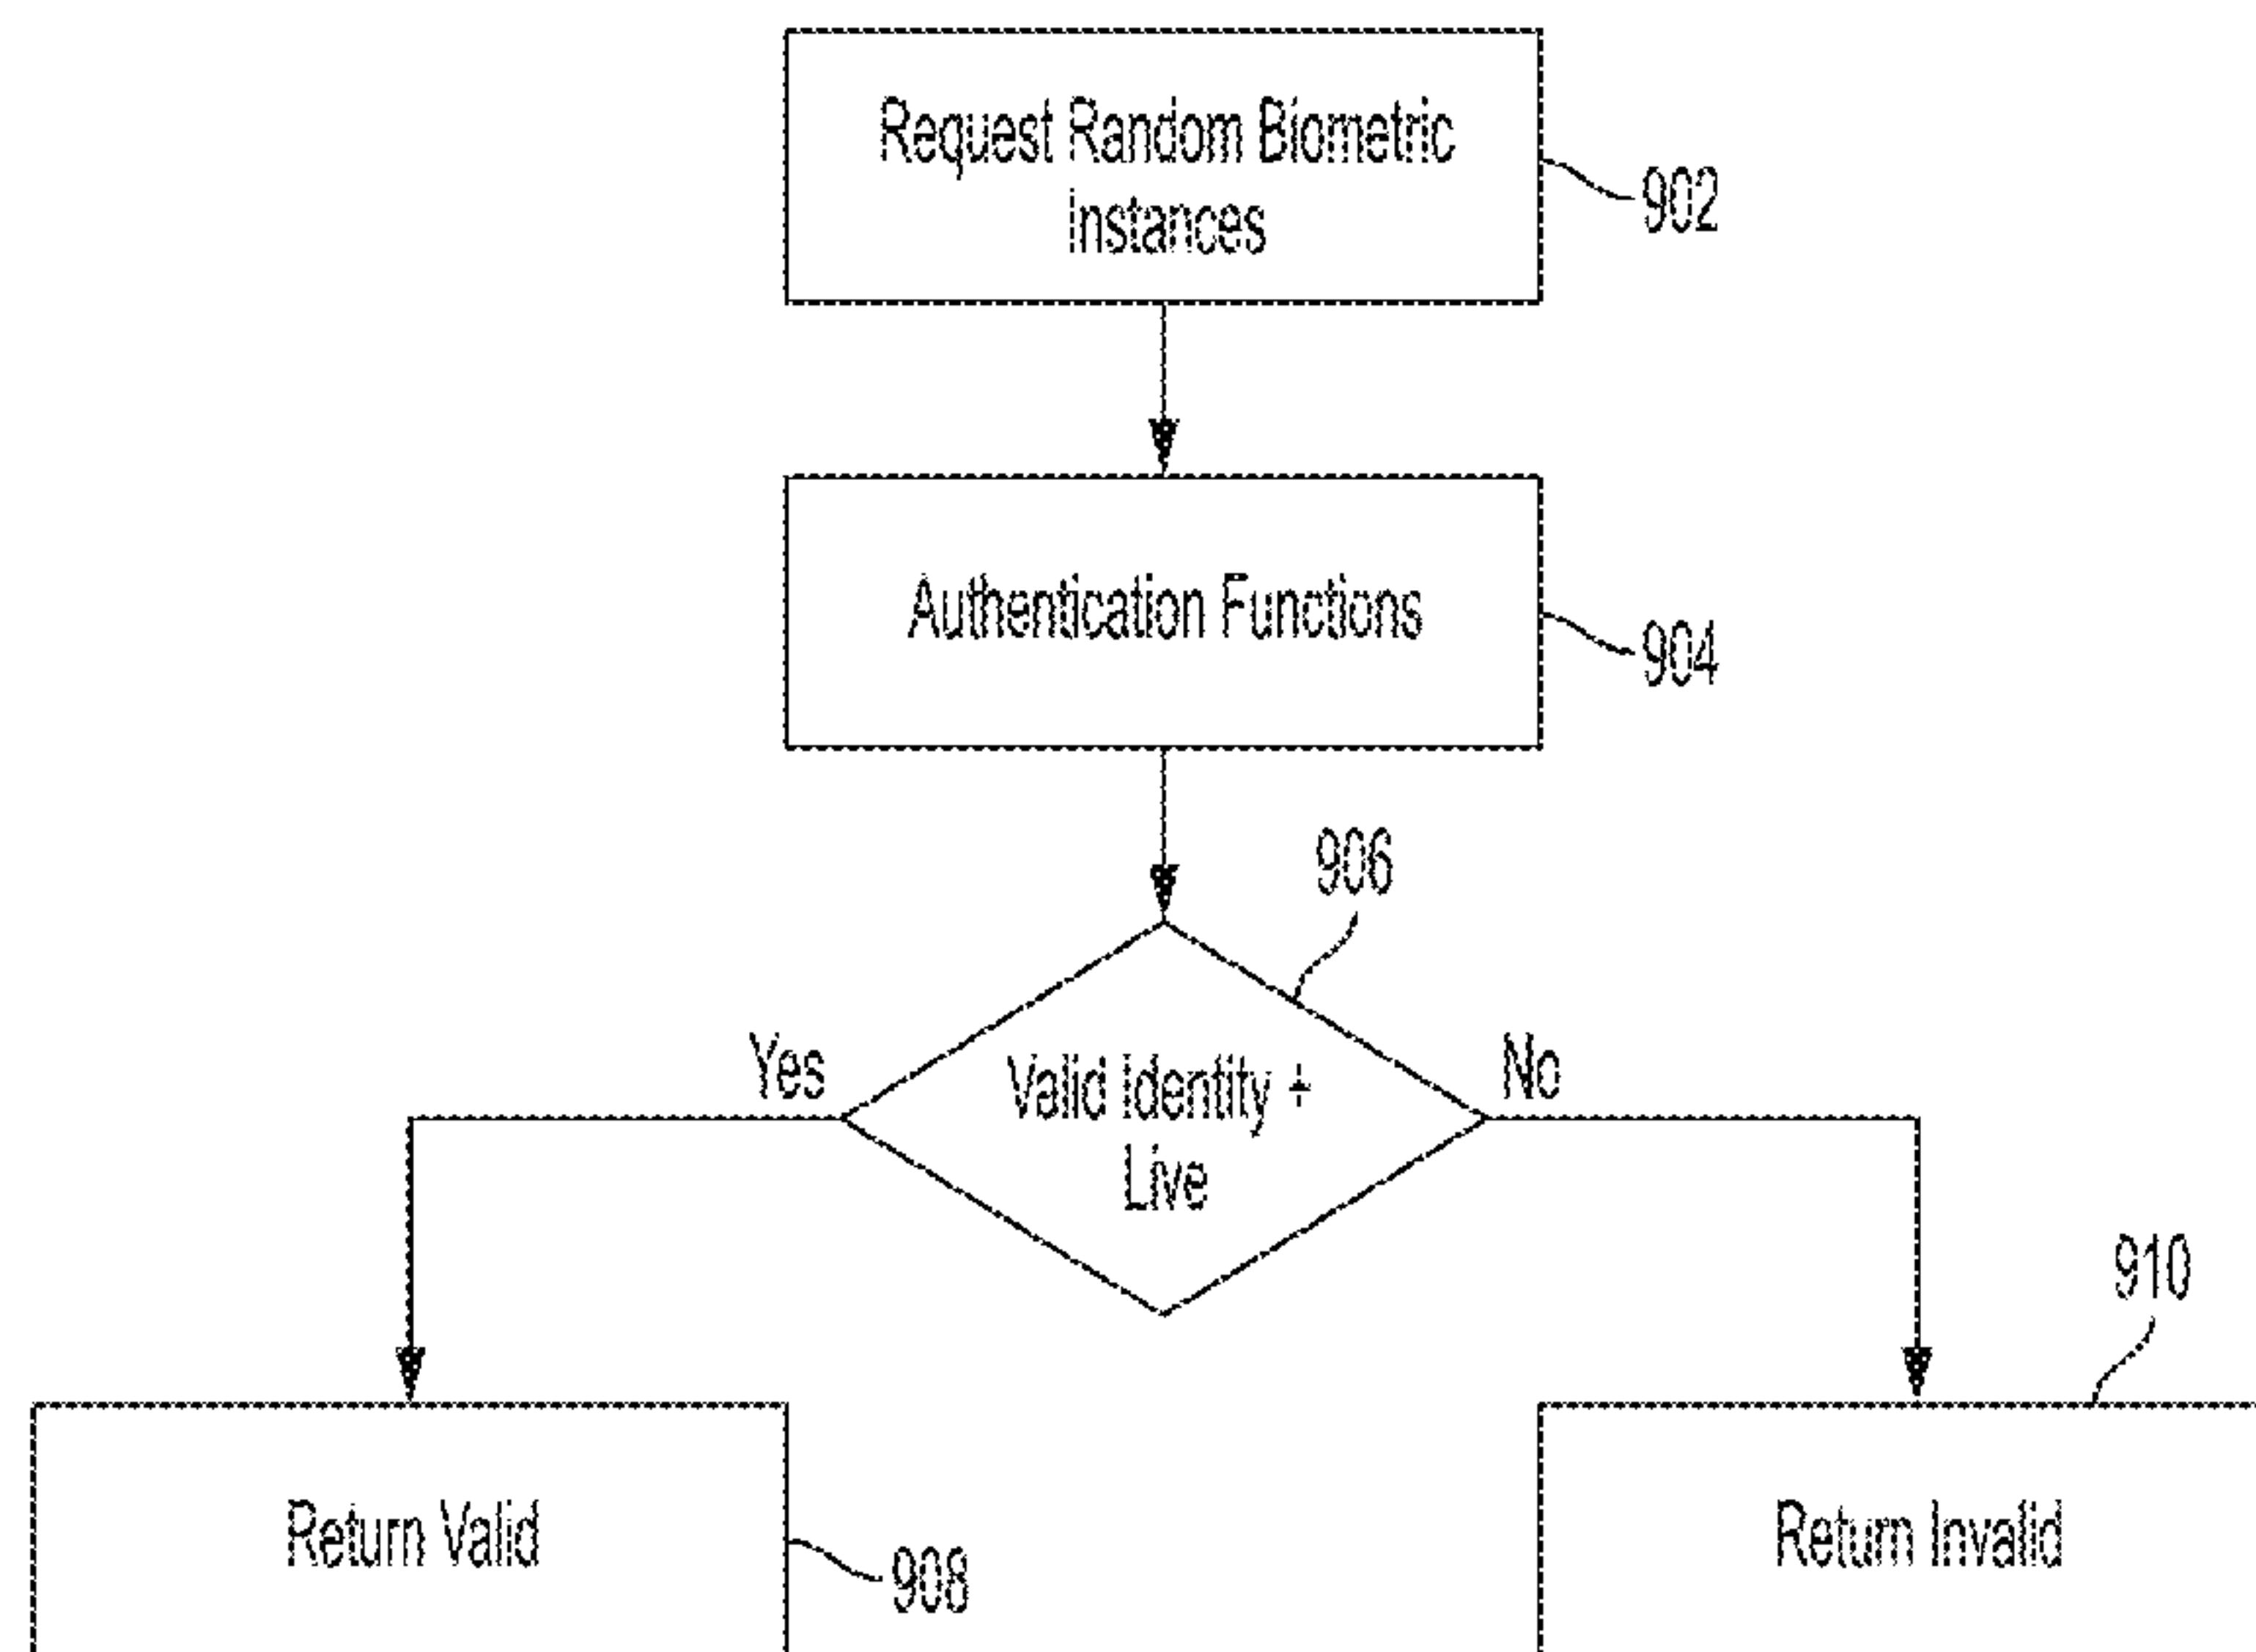 Request Random Biometric
instances
902
Authentication Functions
904
906
Yes
No
Valid Identity +
Live
910
Return Valid
Return Invalid
908